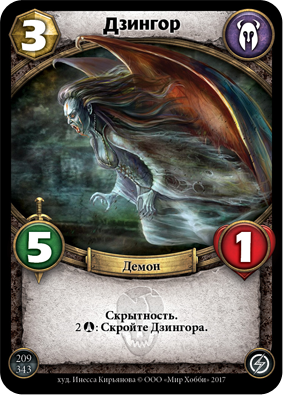 3
Дзингор
5
1
Демон
Скрытность.
2 : Скройте Дзингора.
209
343
худ. Инесса Кирьянова © ООО «Мир Хобби» 2017